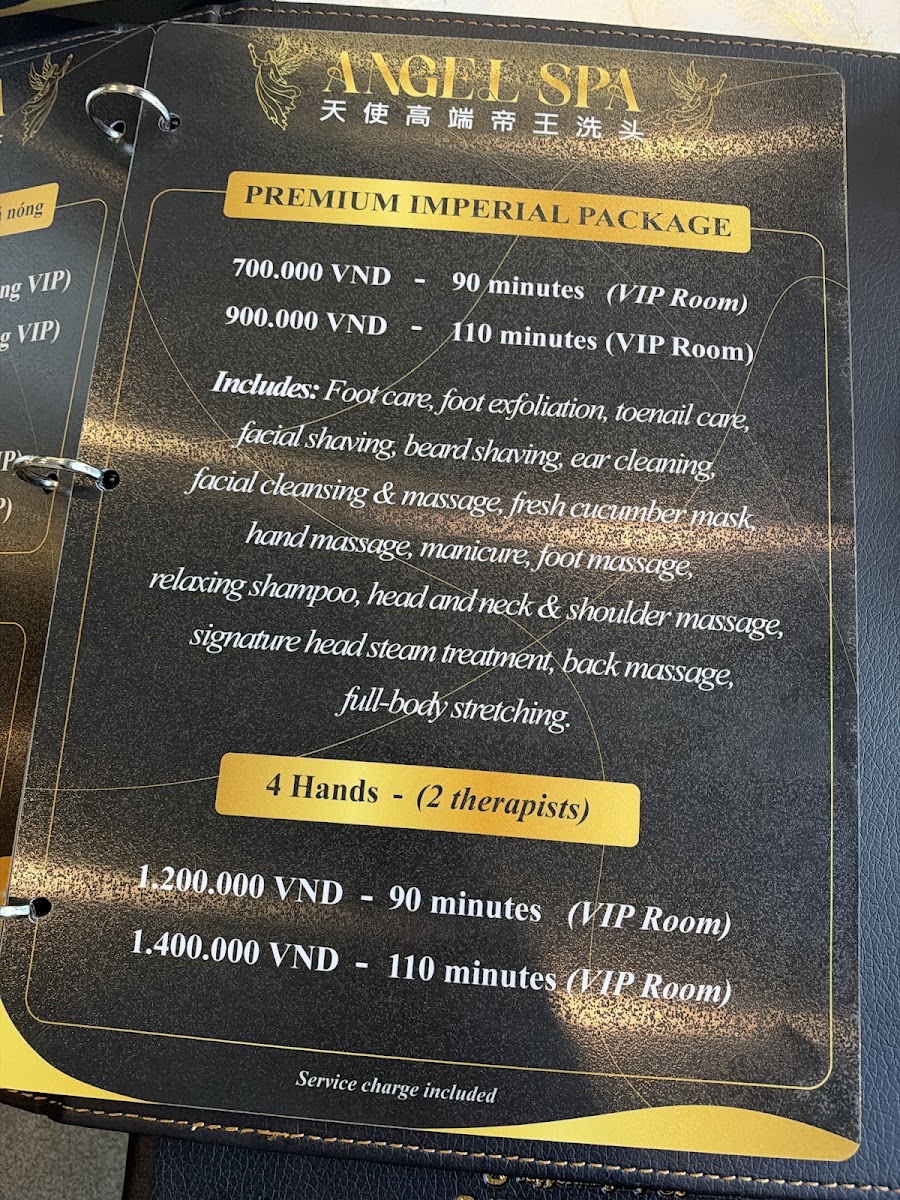 ANGEL SPA
天使高端帝王洗头
PREMIUM IMPERIAL PACKAGE
700.000 VND - 90 minutes (VIP Room)
900.000 VND - 110 minutes (VIP Room)
Includes: Foot care, foot exfoliation, toenail care,
facial shaving, beard shaving, ear cleaning,
facial cleansing & massage, fresh cucumber mask,
hand massage, manicure, foot massage,
relaxing shampoo, head and neck & shoulder massage,
signature head steam treatment, back massage,
full-body stretching.
4 Hands - (2 therapists)
1.200.000 VND - 90 minutes (VIP Room)
1.400.000 VND - 110 minutes (VIP Room)
Service charge included
nóng
VIP)
VIP)